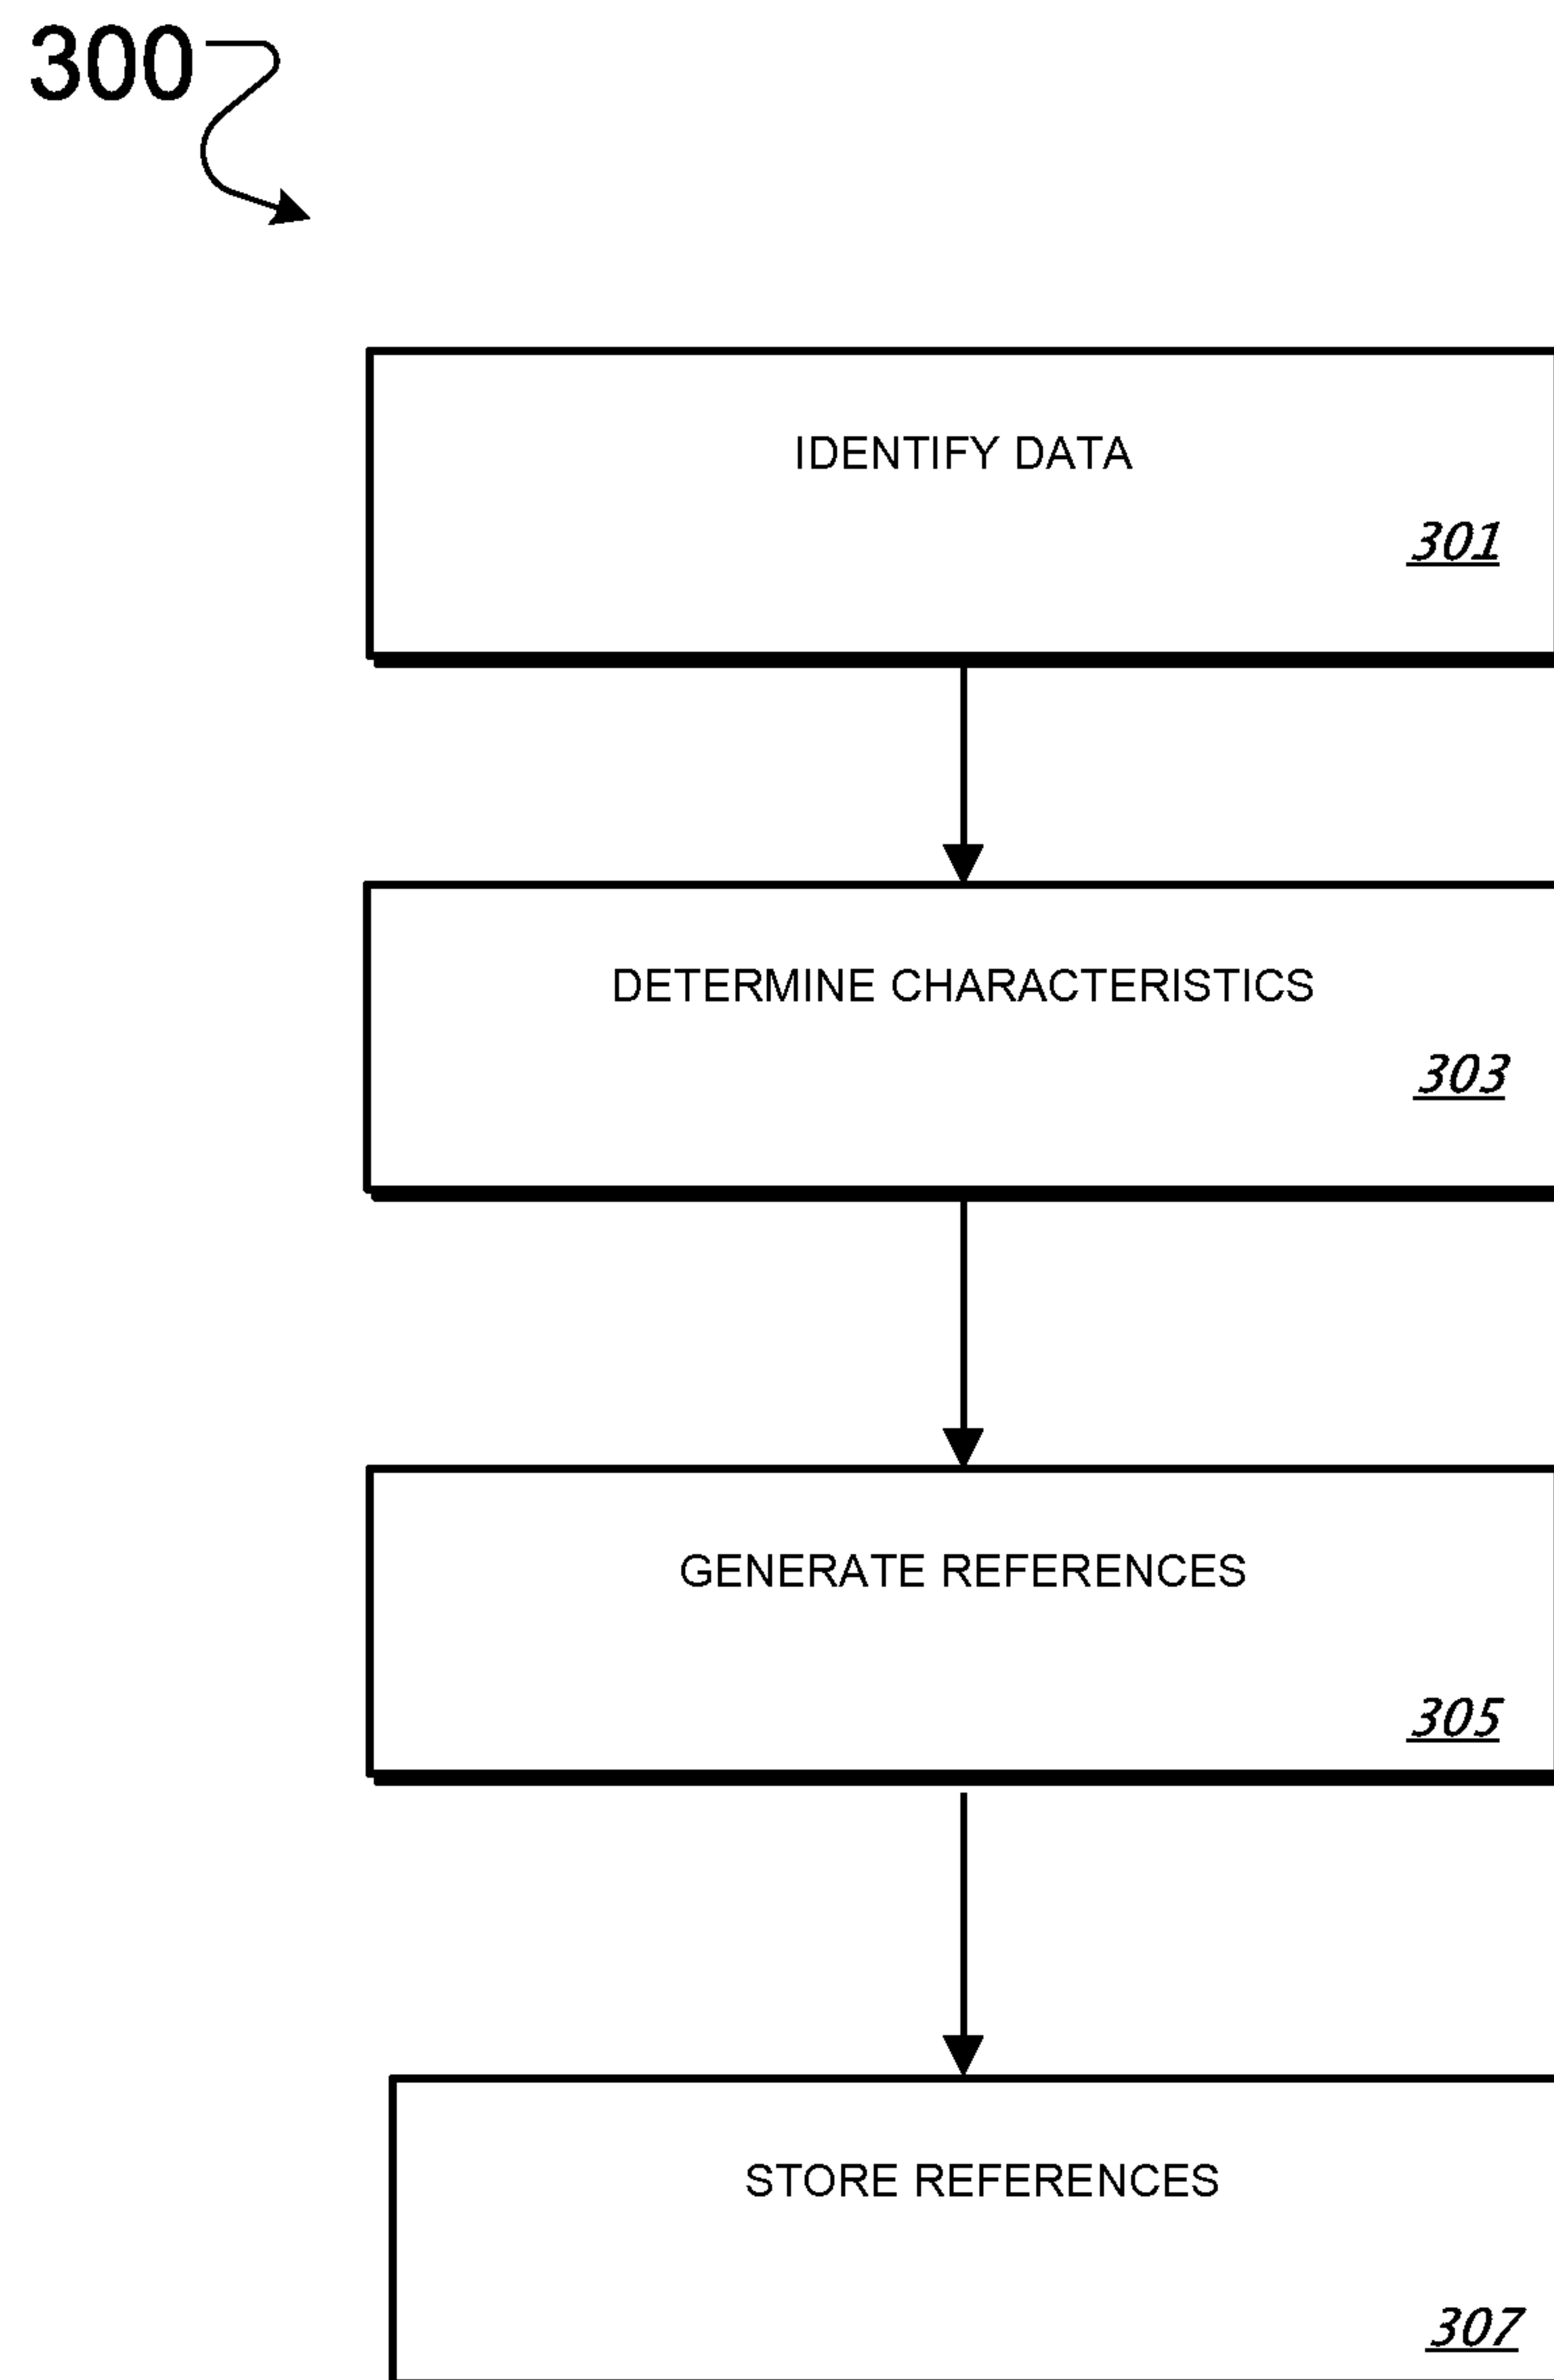 300
IDENTIFY DATA
301
DETERMINE CHARACTERISTICS
303
GENERATE REFERENCES
305
STORE REFERENCES
307